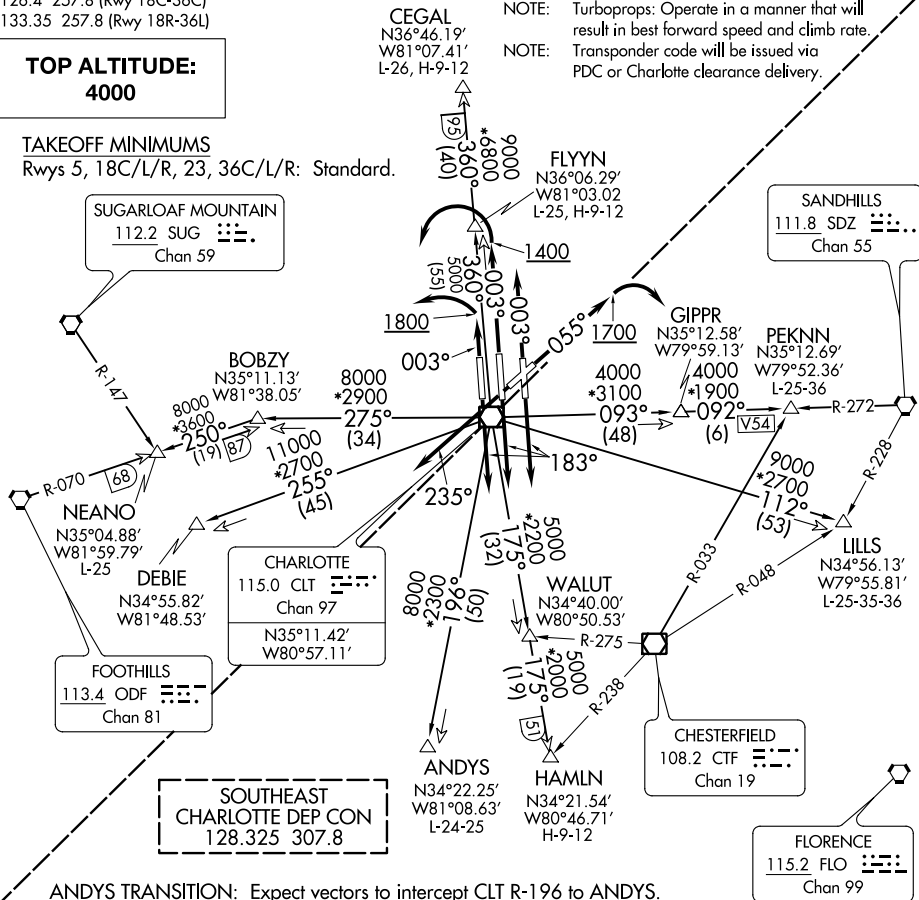 126.4 257.8 (Rwy 18C-36C)
133.35 257.8 (Rwy 18R-36L)
TOP ALTITUDE:
4000
TAKEOFF MINIMUMS
Rwys 5, 18C/L/R, 23, 36C/L/R: Standard.
CEGAL
N36°46.19'
W81°07.41'
L-26, H-9-12
NOTE: Turboprops: Operate in a manner that will
result in best forward speed and climb rate.
NOTE: Transponder code will be issued via
PDC or Charlotte clearance delivery.
95
360°
(40)
9000
*6800
FLYYN
N36°06.29'
W81°03.02
L-25, H-9-12
SUGARLOAF MOUNTAIN
112.2 SUG
Chan 59
SANDHILLS
111.8 SDZ
Chan 55
1400
5000
(55)
360°
003°
003°
1800
003°
055°
1700
GIPPR
N35°12.58'
W79°59.13'
PEKNN
N35°12.69'
W79°52.36'
L-25-36
R-147
BOBZY
N35°11.13'
W81°38.05'
8000
*2900
275°
(34)
4000
*3100
093°
(48)
4000
*1900
092°
(6)
V54
R-272
R-228
8000
*3600
250°
(19)
87
R-070
68
11000
*2700
255°
(45)
235°
183°
9000
*2700
112°
(53)
NEANO
N35°04.88'
W81°59.79'
L-25
DEBIE
N34°55.82'
W81°48.53'
CHARLOTTE
115.0 CLT
Chan 97
N35°11.42'
W80°57.11'
5000
*2200
175°
(32)
8000
*2300
196°
(50)
WALUT
N34°40.00'
W80°50.53'
R-275
R-033
R-048
R-238
LILLS
N34°56.13'
W79°55.81'
L-25-35-36
5000
*2000
175°
(19)
51
FOOTHILLS
113.4 ODF
Chan 81
CHESTERFIELD
108.2 CTF
Chan 19
ANDYS
N34°22.25'
W81°08.63'
L-24-25
HAMLN
N34°21.54'
W80°46.71'
H-9-12
SOUTHEAST
CHARLOTTE DEP CON
128.325 307.8
FLORENCE
115.2 FLO
Chan 99
ANDYS TRANSITION: Expect vectors to intercept CLT R-196 to ANDYS.